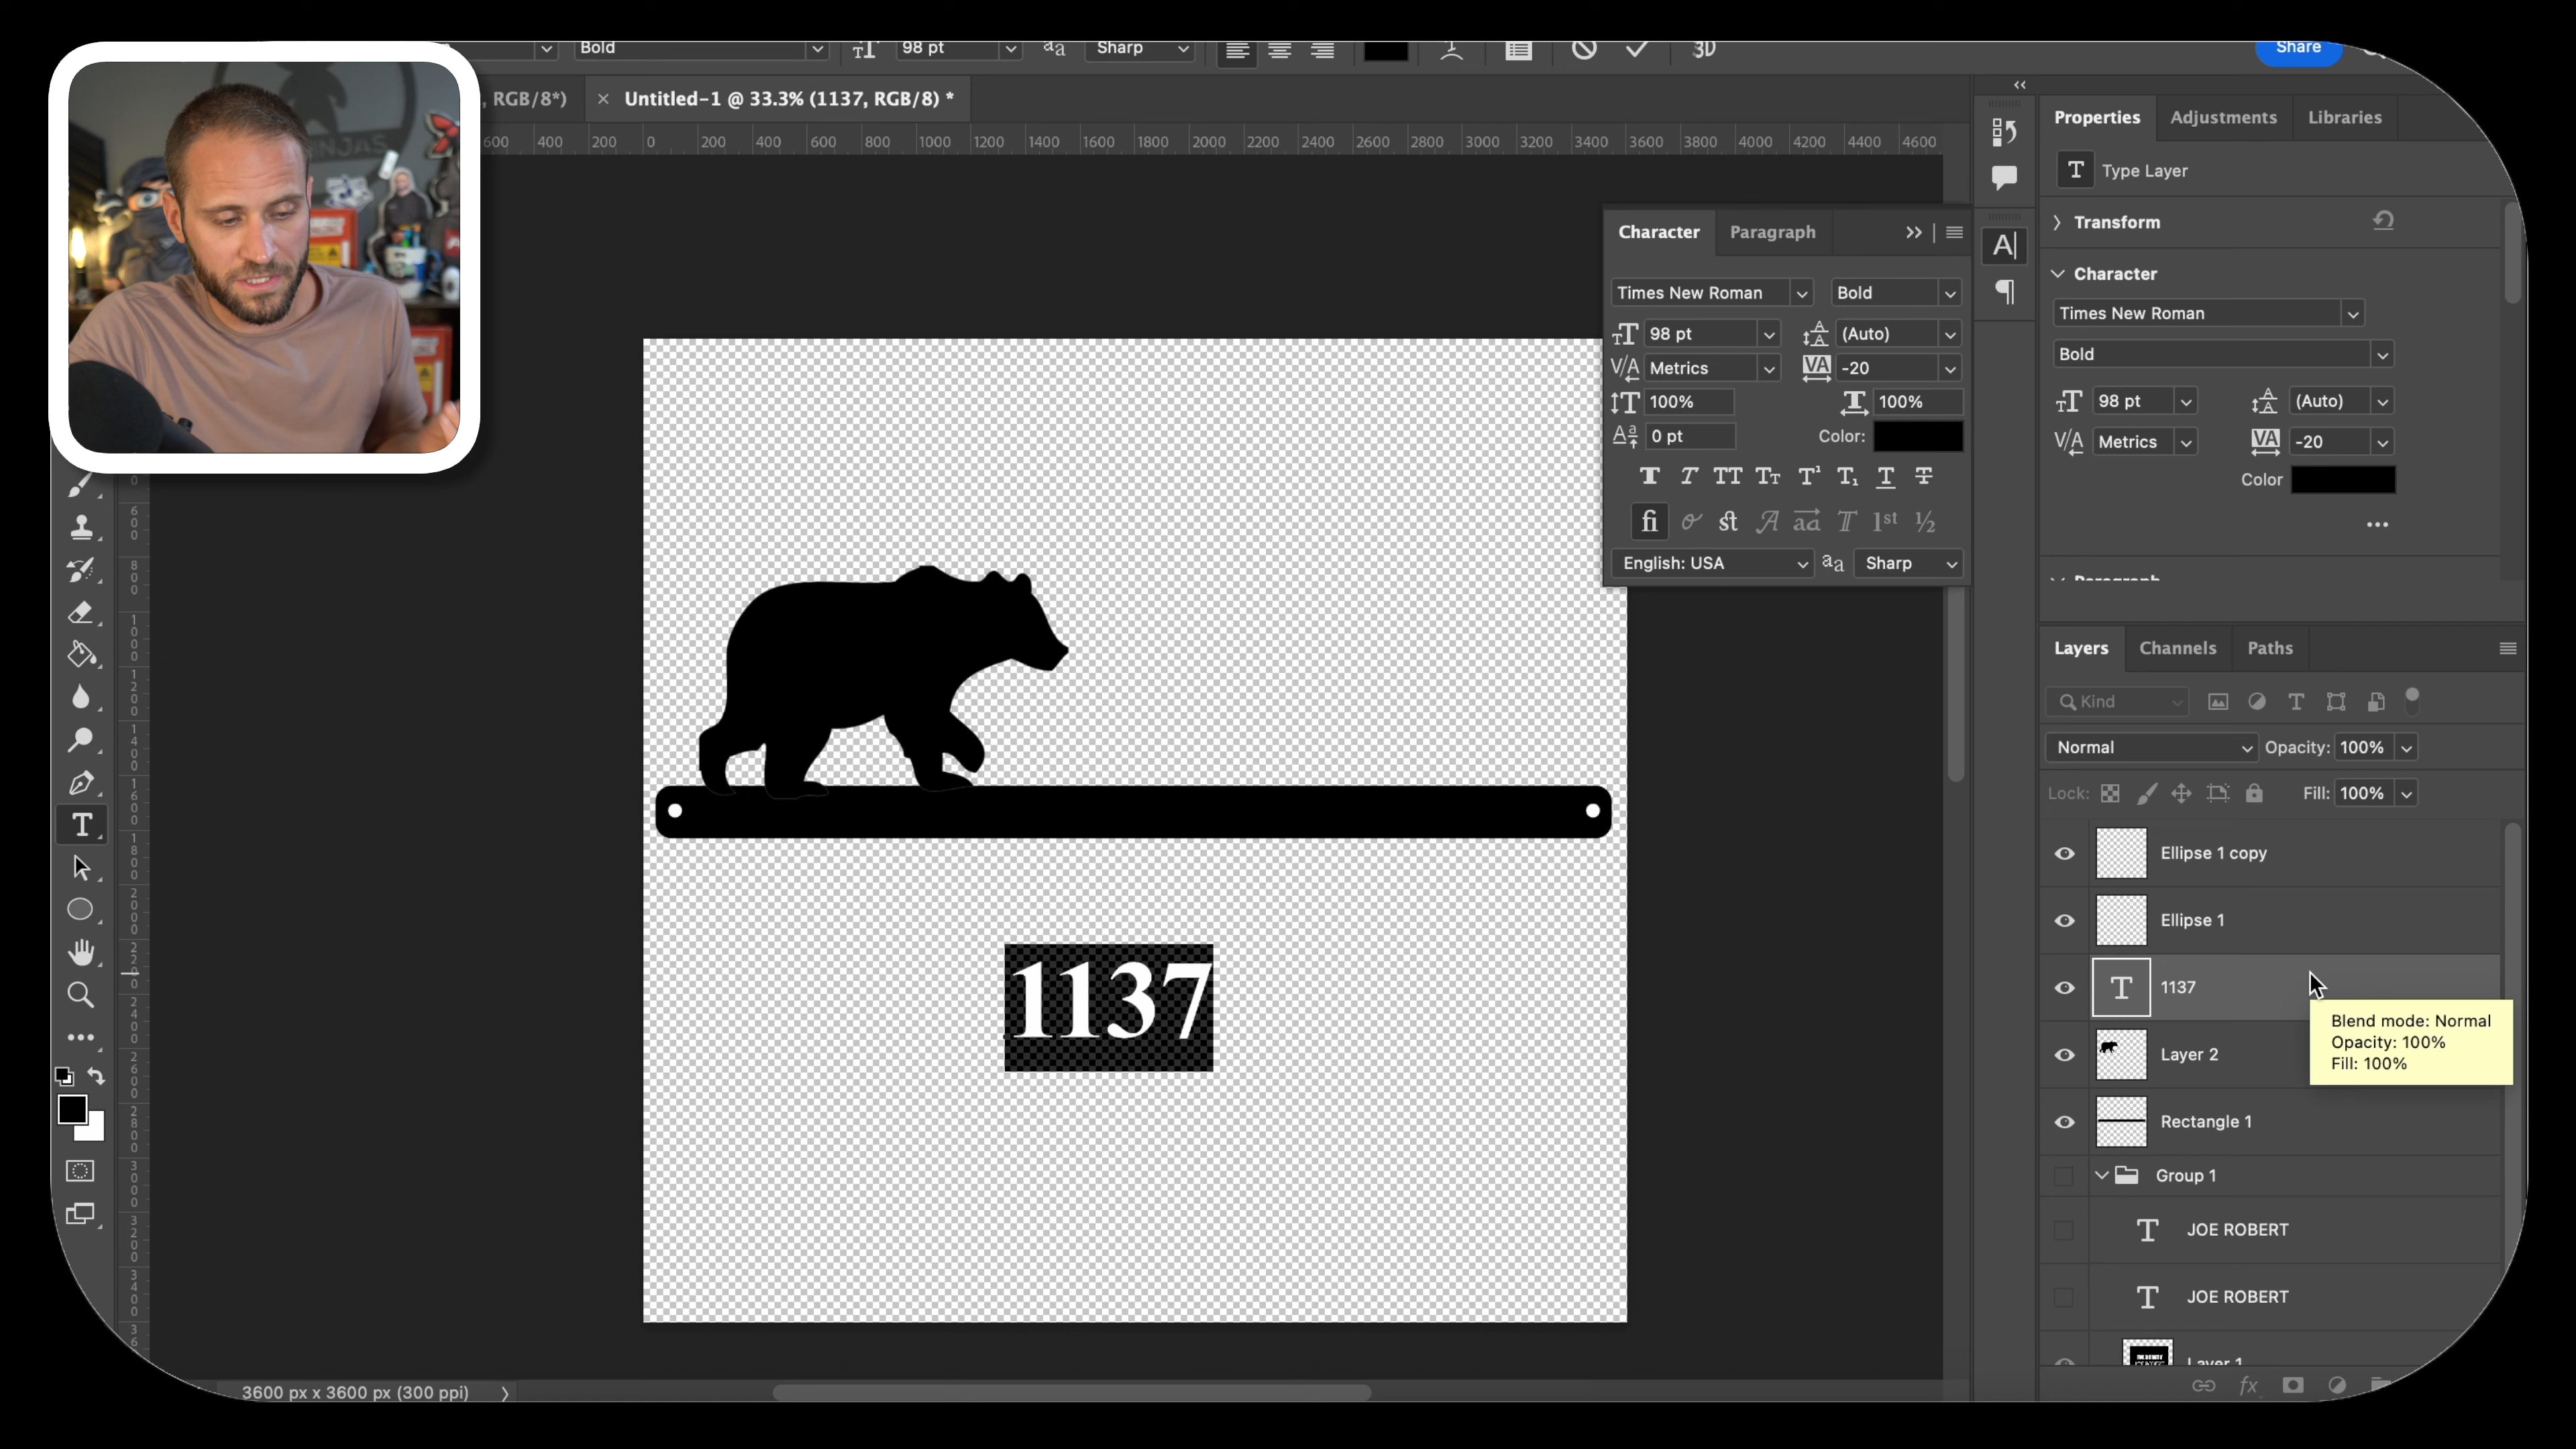 Bold
98 pt
Sharp
3D
Share
, RGB/8*)
× Untitled-1 @ 33.3% (1137, RGB/8) *
600 400 200 0 200 400 600 800 1000 1200 1400 1600 1800 2000 2200 2400 2600 2800 3000 3200 3400 3600 3800 4000 4200 4400 4600
NJAS
Properties
Adjustments
Libraries
Type Layer
Transform
Character
Times New Roman
Bold
98 pt
(Auto)
Metrics
-20
Color
Character
Paragraph
Times New Roman
Bold
98 pt
(Auto)
Metrics
-20
100%
100%
0 pt
Color:
English: USA
Sharp
1137
Layers
Channels
Paths
Kind
Normal
Opacity: 100%
Lock:
Fill: 100%
Ellipse 1 copy
Ellipse 1
1137
Blend mode: Normal
Opacity: 100%
Fill: 100%
Layer 2
Rectangle 1
Group 1
JOE ROBERT
JOE ROBERT
Layer 1
3600 px x 3600 px (300 ppi)